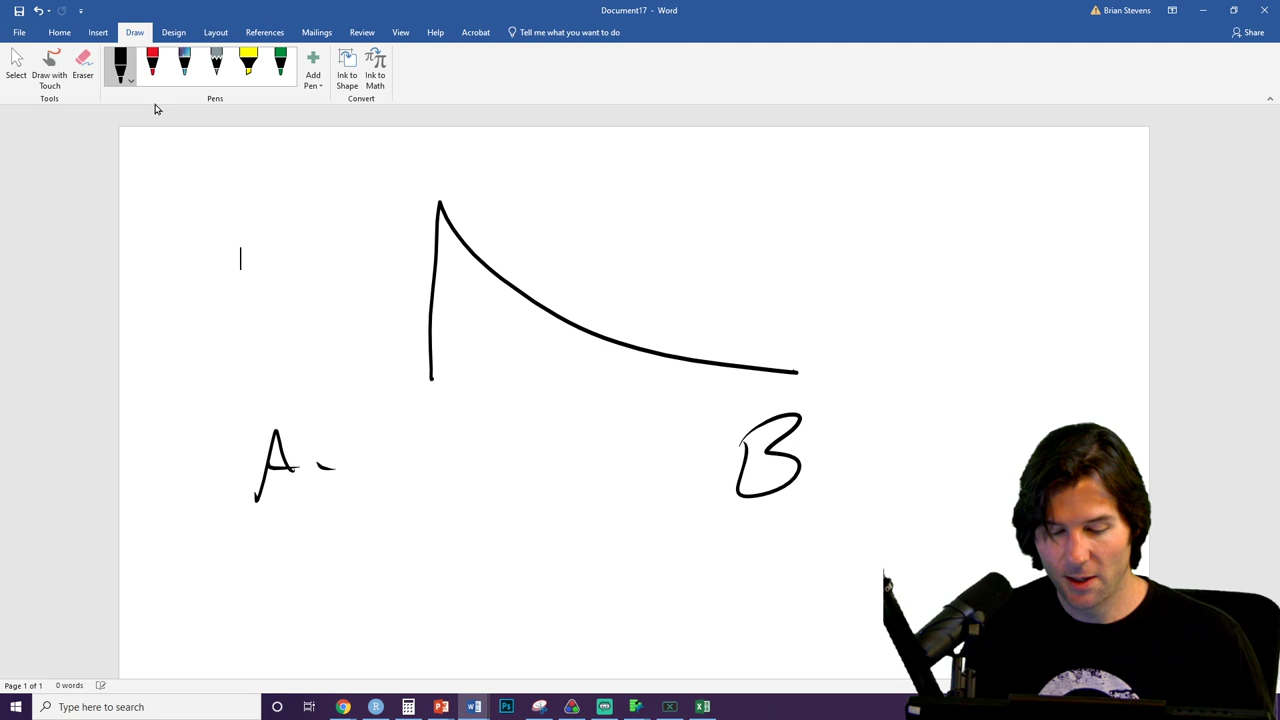 Document17 - Word
Brian Stevens
File Home Insert Draw Design Layout References Mailings Review View Help Acrobat Tell me what you want to do Share
Select Draw with Touch Eraser Add Pen Ink to Shape Ink to Math
Tools Pens Convert
A - B
Page 1 of 1 0 words
Type here to search